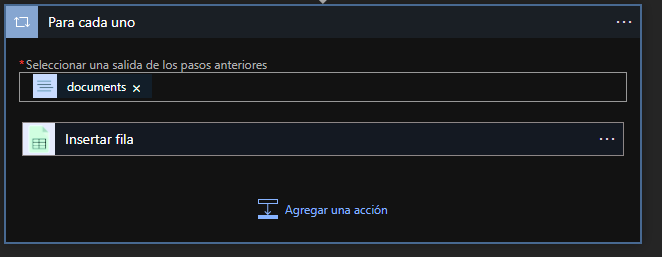 Para cada uno
*Seleccionar una salida de los pasos anteriores
documents
Insertar fila
Agregar una acción